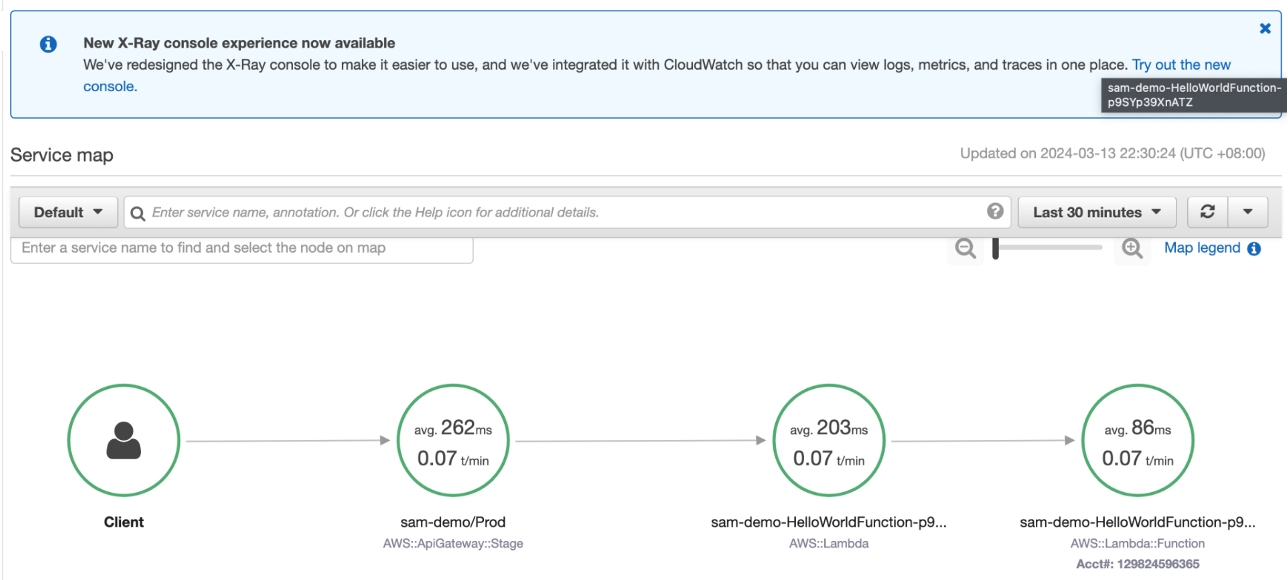 New X-Ray console experience now available
We've redesigned the X-Ray console to make it easier to use, and we've integrated it with CloudWatch so that you can view logs, metrics, and traces in one place. Try out the new
console.
sam-demo-HelloWorldFunction-
p9SYp39XnATZ
Service map
Updated on 2024-03-13 22:30:24 (UTC +08:00)
Default
Enter service name, annotation. Or click the Help icon for additional details.
Last 30 minutes
Enter a service name to find and select the node on map
Map legend
avg. 262ms
0.07 t/min
avg. 203ms
0.07 t/min
avg. 86ms
0.07 t/min
Client
sam-demo/Prod
AWS::ApiGateway::Stage
sam-demo-HelloWorldFunction-p9...
AWS::Lambda
sam-demo-HelloWorldFunction-p9...
AWS::Lambda::Function
Acct#: 129824596365